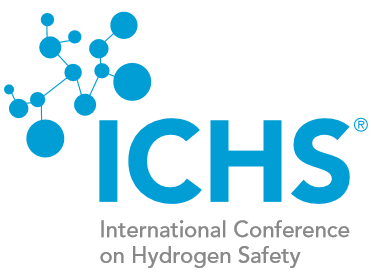 ICHS®
International Conference
on Hydrogen Safety